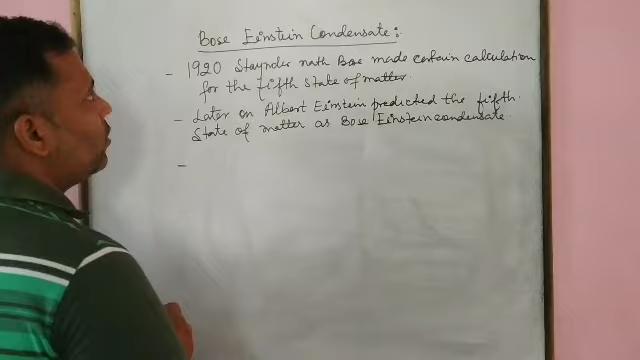 Bose Einstein Condensate:
- 1920 Staynder nath Bose made certain calculation
for the fifth state of matter.
- Later on Albert Einstein predicted the fifth
State of matter as Bose Einstein condensate.
-